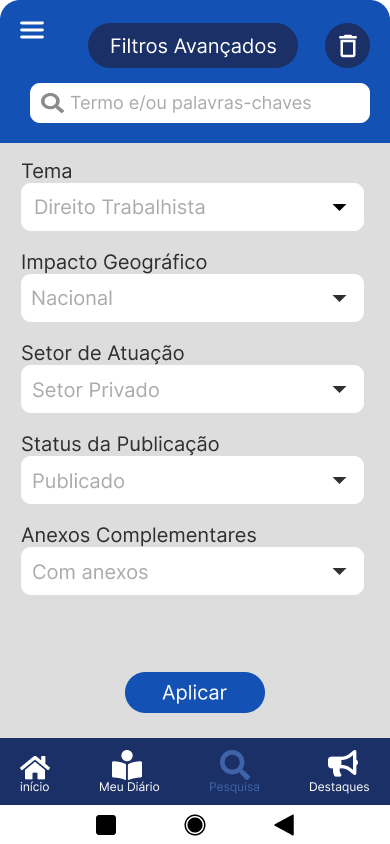 Filtros Avançados
Termo e/ou palavras-chaves
Tema
Direito Trabalhista
Impacto Geográfico
Nacional
Setor de Atuação
Setor Privado
Status da Publicação
Publicado
Anexos Complementares
Com anexos
Aplicar
início Meu Diário Pesquisa Destaques